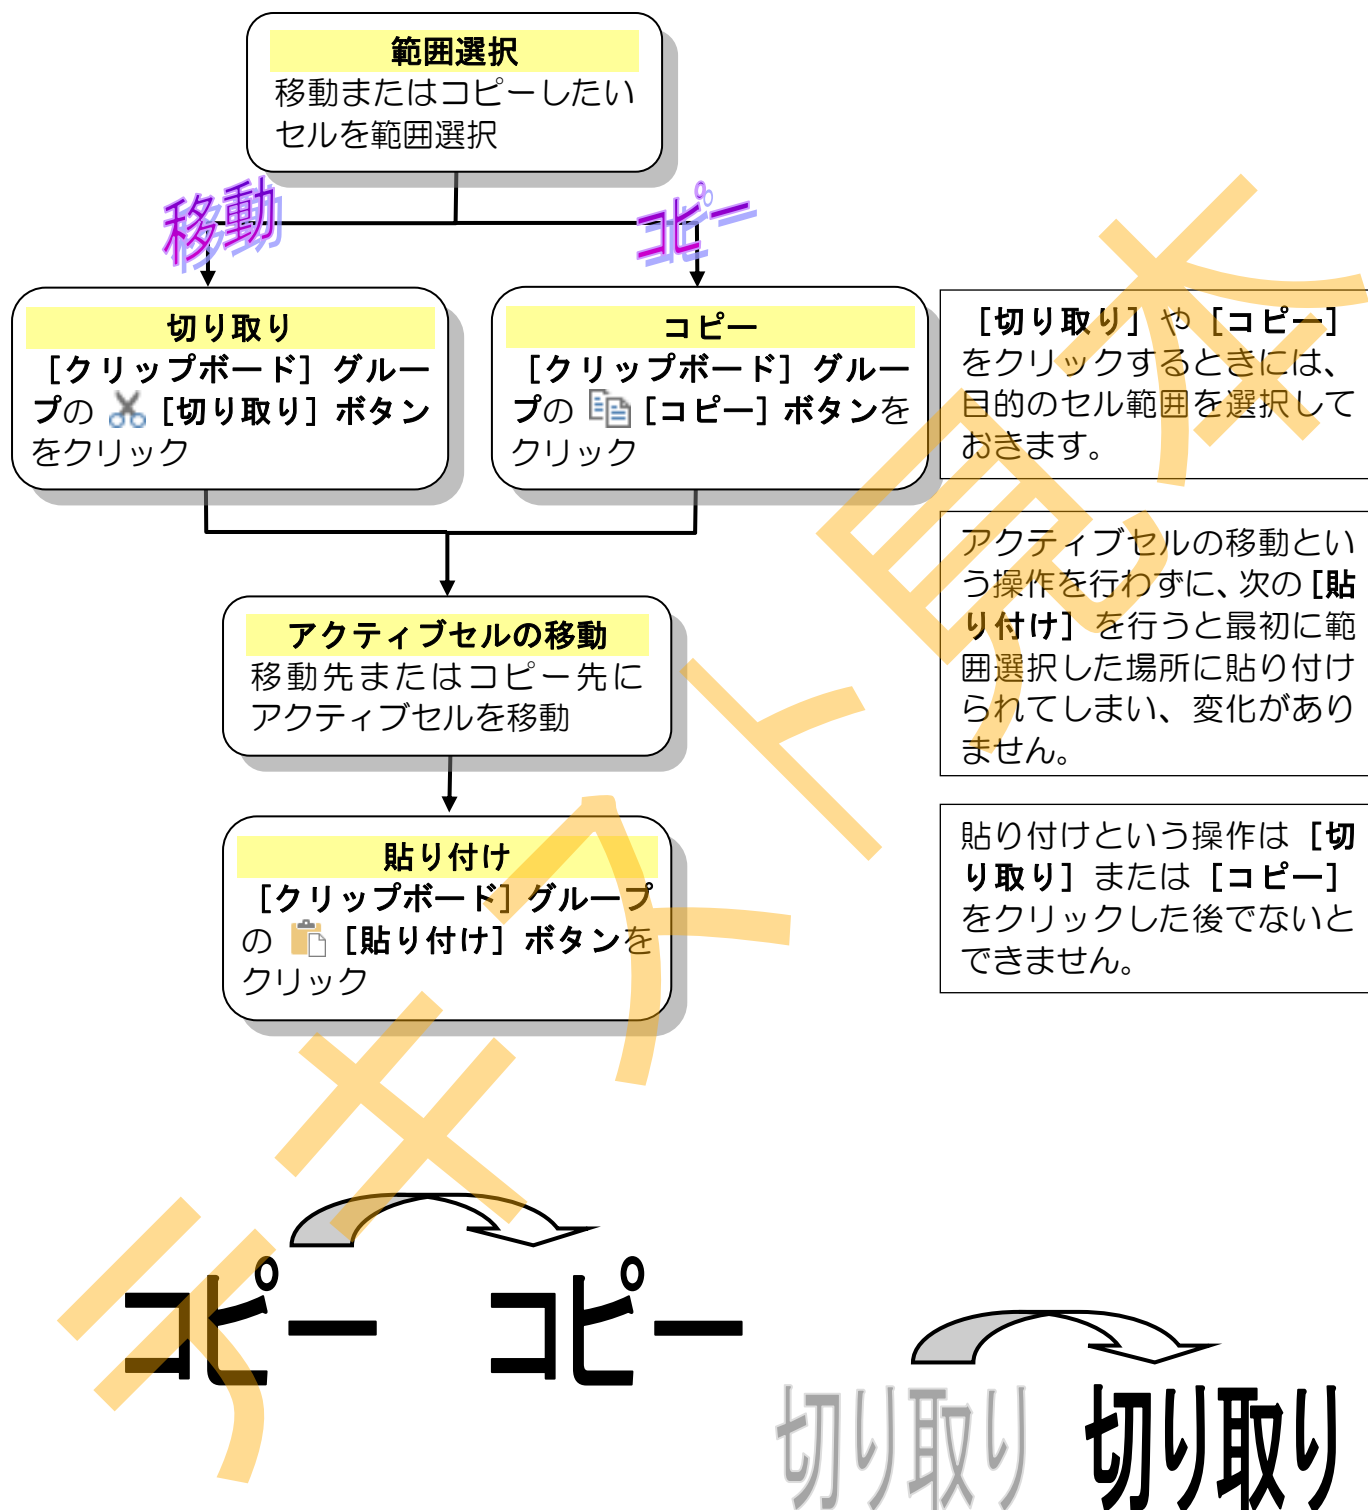 範囲選択
移動またはコピーしたい
セルを範囲選択
移動
コピー
切り取り
［クリップボード］グルー
プの［切り取り］ボタン
をクリック
コピー
［クリップボード］グルー
プの［コピー］ボタンを
クリック
［切り取り］や［コピー］
をクリックするときには、
目的のセル範囲を選択して
おきます。
アクティブセルの移動
移動先またはコピー先に
アクティブセルを移動
アクティブセルの移動とい
う操作を行わずに、次の［貼
り付け］を行うと最初に範
囲選択した場所に貼り付け
られてしまい、変化があり
ません。
貼り付け
［クリップボード］グループ
の［貼り付け］ボタンを
クリック
貼り付けという操作は［切
り取り］または［コピー］
をクリックした後でないと
できません。
コピー
コピー
切り取り
切り取り
テキスト見本